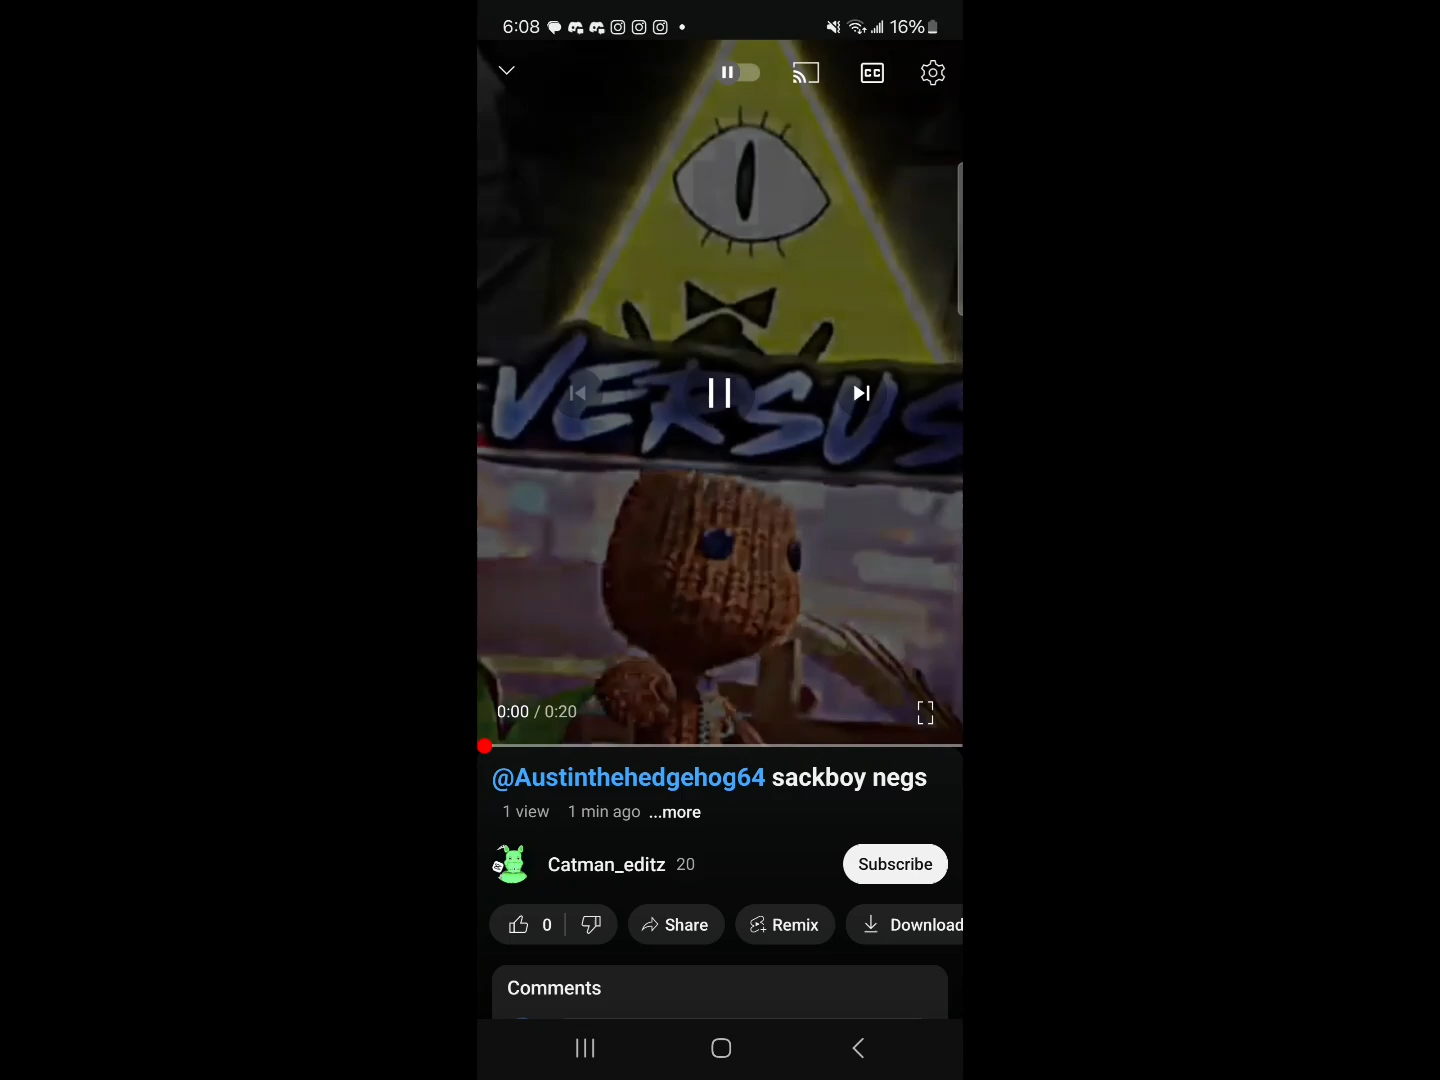 6:08 16%
CC
VERSUS
0:00 / 0:20
@Austinthehedgehog64 sackboy negs
1 view 1 min ago ...more
Catman_editz 20 Subscribe
0 Share Remix Download
Comments